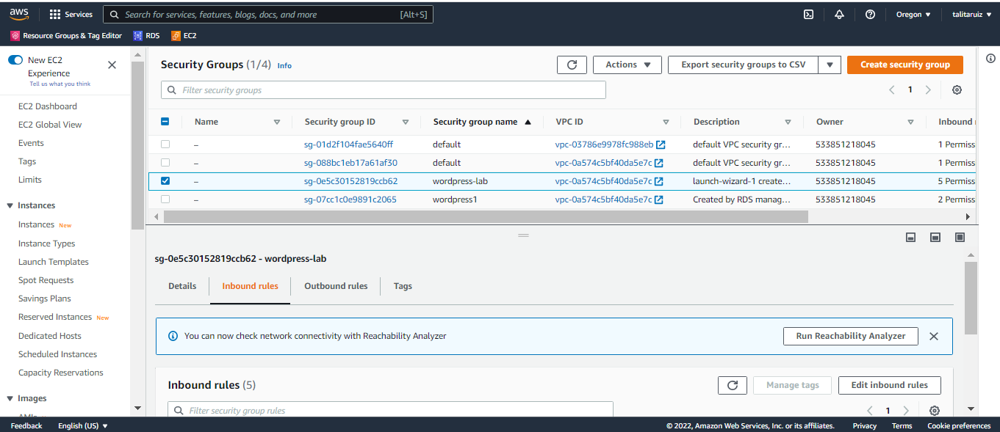 aws Services Search for services, features, blogs, docs, and more [Alt+S] Oregon talitaruiz
Resource Groups & Tag Editor RDS EC2
New EC2
Experience
Tell us what you think
EC2 Dashboard
EC2 Global View
Events
Tags
Limits
Instances
Instances New
Instance Types
Launch Templates
Spot Requests
Savings Plans
Reserved Instances New
Dedicated Hosts
Scheduled Instances
Capacity Reservations
Images
Security Groups (1/4) Info Actions Export security groups to CSV Create security group
Filter security groups 1
Name Security group ID Security group name VPC ID Description Owner Inbound
– sg-01d2f104fae5640ff default vpc-03786e9978fc988eb default VPC security gr... 533851218045 1 Permiss
– sg-088bc1eb17a61af30 default vpc-0a574c5bf40da5e7c default VPC security gr... 533851218045 1 Permiss
– sg-0e5c30152819ccb62 wordpress-lab vpc-0a574c5bf40da5e7c launch-wizard-1 create... 533851218045 5 Permiss
– sg-07cc1c0e9891c2065 wordpress1 vpc-0a574c5bf40da5e7c Created by RDS manag... 533851218045 2 Permiss
sg-0e5c30152819ccb62 - wordpress-lab
Details Inbound rules Outbound rules Tags
You can now check network connectivity with Reachability Analyzer Run Reachability Analyzer
Inbound rules (5) Manage tags Edit inbound rules
Filter security group rules 1
Feedback English (US) © 2022, Amazon Web Services, Inc. or its affiliates. Privacy Terms Cookie preferences